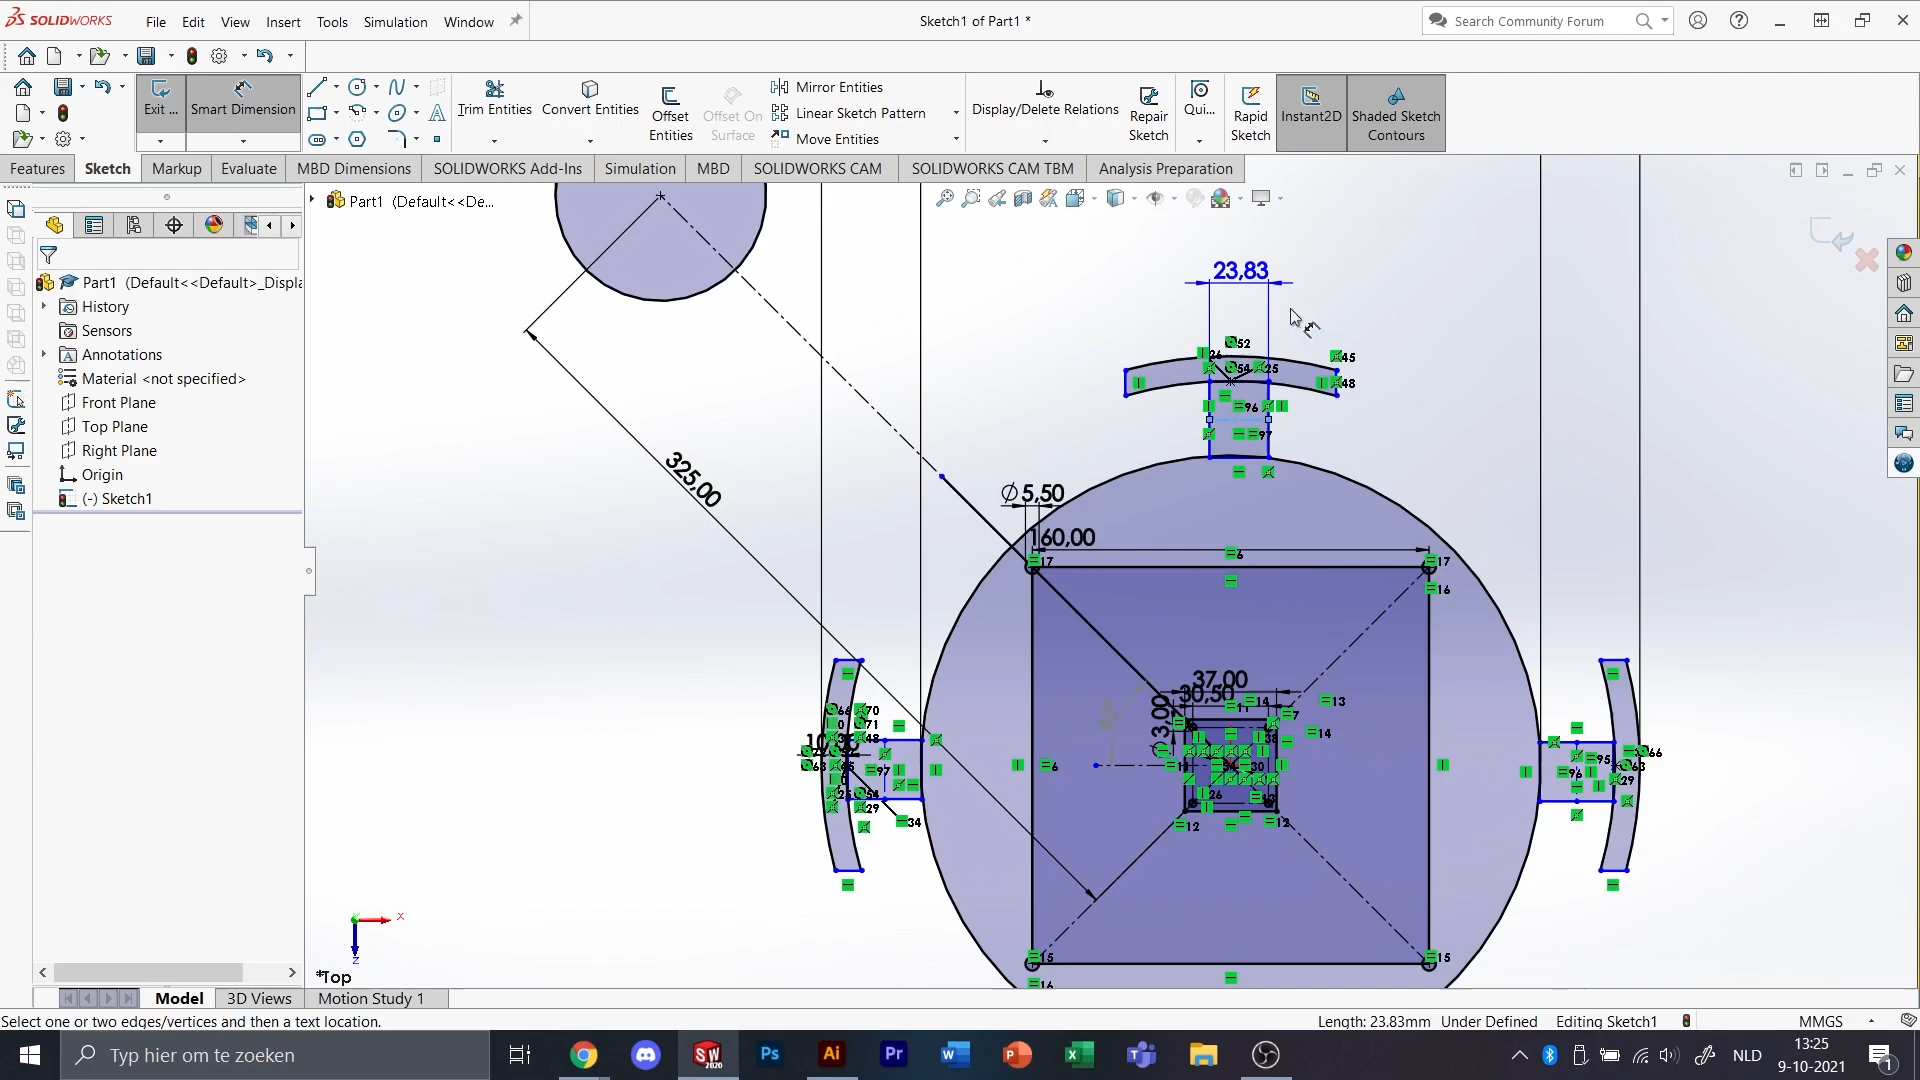 SOLIDWORKS File Edit View Insert Tools Simulation Window
Sketch1 of Part1 *
Search Community Forum
Exit ... Smart Dimension
Trim Entities Convert Entities
Offset Entities
Offset On Surface
Mirror Entities
Linear Sketch Pattern
Move Entities
Display/Delete Relations
Repair Sketch
Qui...
Rapid Sketch
Instant2D
Shaded Sketch Contours
Features Sketch Markup Evaluate MBD Dimensions SOLIDWORKS Add-Ins Simulation MBD SOLIDWORKS CAM SOLIDWORKS CAM TBM Analysis Preparation
Part1 (Default<<De...
Part1 (Default<<Default>_Displa
History
Sensors
Annotations
Material <not specified>
Front Plane
Top Plane
Right Plane
Origin
(-) Sketch1
23,83
325,00
Ø5,50
160,00
37,00
30,50
Ø3,00
X
Z
*Top
Model 3D Views Motion Study 1
Select one or two edges/vertices and then a text location.
Length: 23.83mm Under Defined Editing Sketch1 MMGS
Typ hier om te zoeken
NLD
13:25
9-10-2021
1